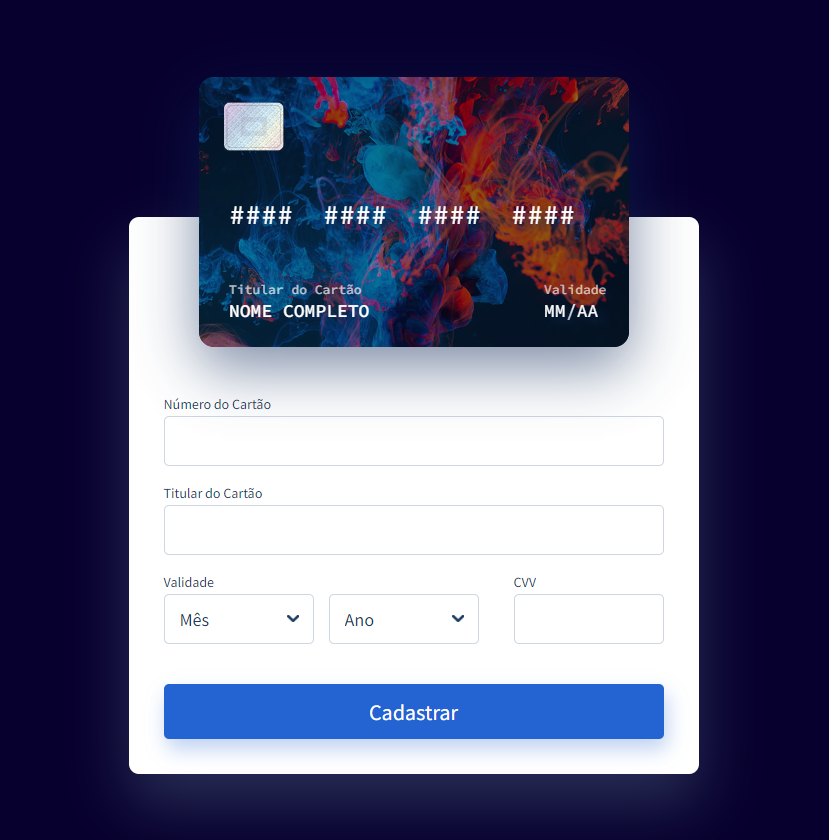 #### #### #### ####
Titular do Cartão Validade
NOME COMPLETO MM/AA
Número do Cartão
Titular do Cartão
Validade CVV
Mês Ano
Cadastrar